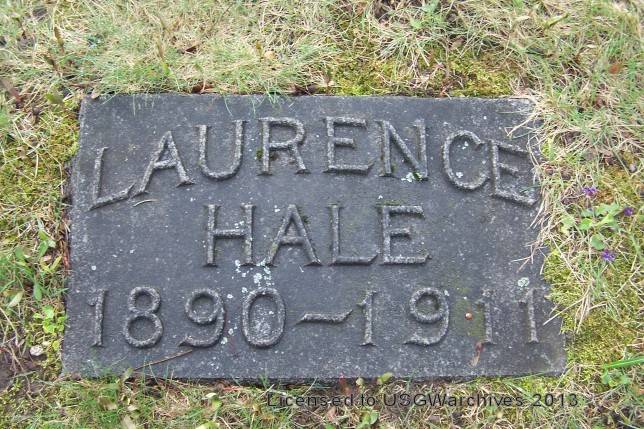 LAURENCE
HALE
1890~1911
Licensed to USGWarchives 2013